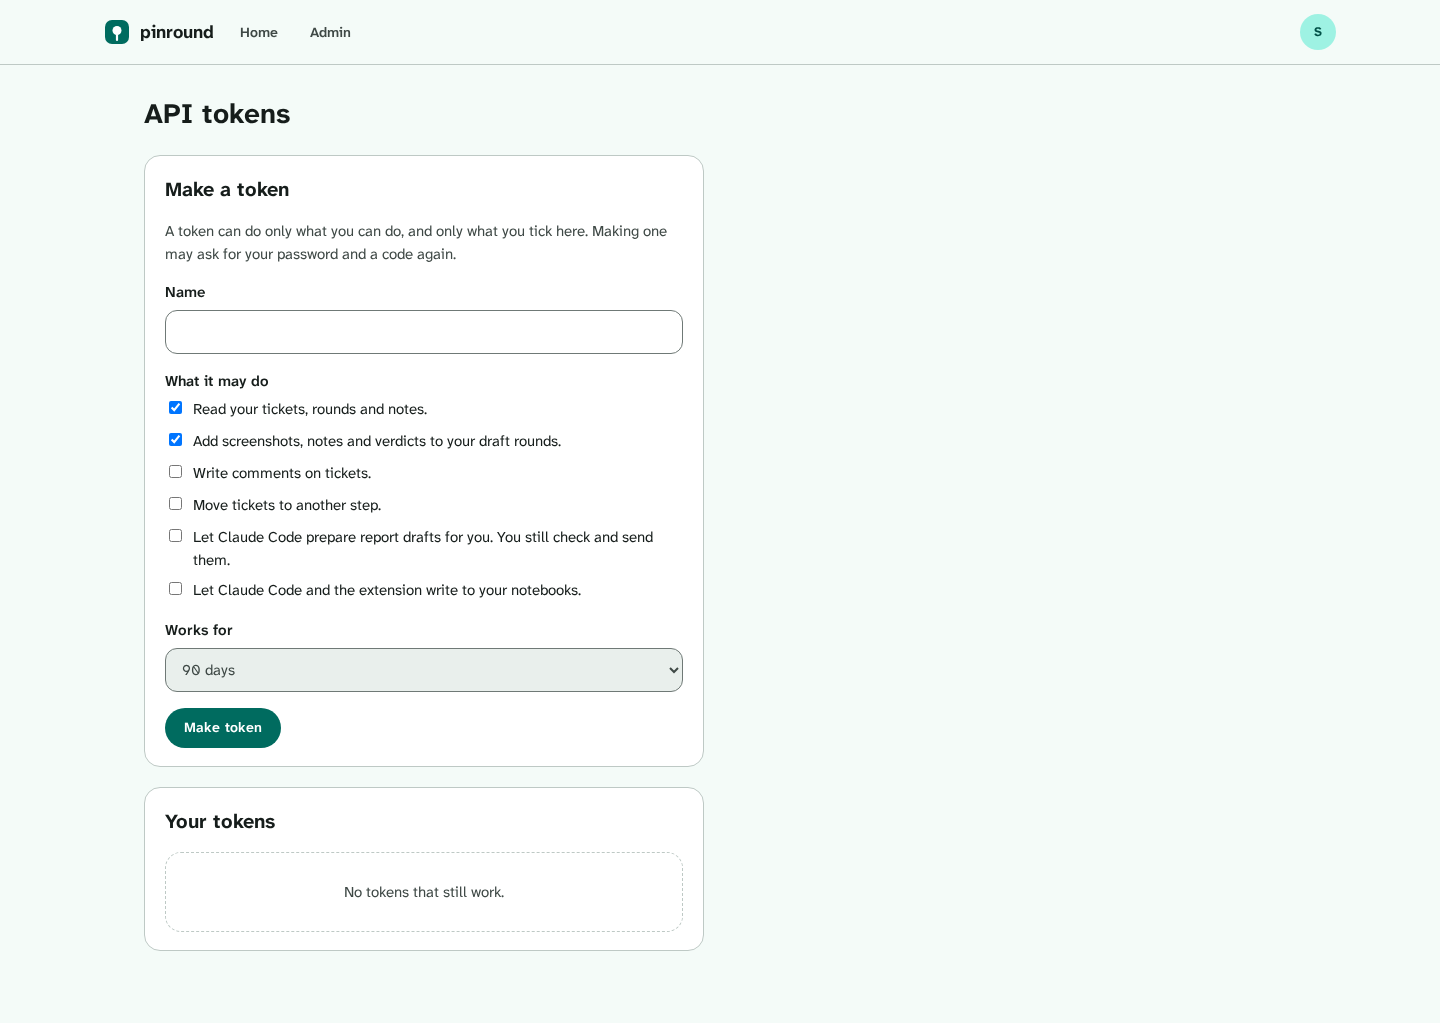 pinround
Home
Admin
S
API tokens
Make a token
A token can do only what you can do, and only what you tick here. Making one
may ask for your password and a code again.
Name
What it may do
Read your tickets, rounds and notes.
Add screenshots, notes and verdicts to your draft rounds.
Write comments on tickets.
Move tickets to another step.
Let Claude Code prepare report drafts for you. You still check and send
them.
Let Claude Code and the extension write to your notebooks.
Works for
90 days
Make token
Your tokens
No tokens that still work.